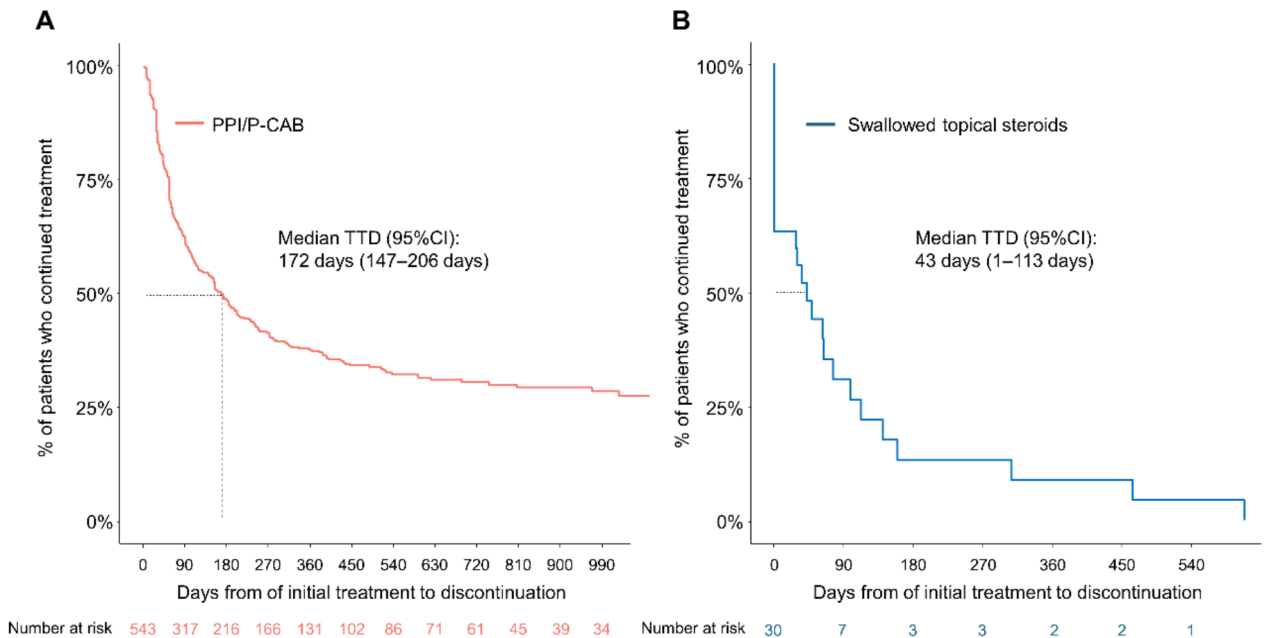 A
100%
75%
50%
25%
0%
% of patients who continued treatment
PPI/P-CAB
Median TTD (95%CI):
172 days (147–206 days)
0 90 180 270 360 450 540 630 720 810 900 990
Days from of initial treatment to discontinuation
Number at risk 543 317 216 166 131 102 86 71 61 45 39 34
B
100%
75%
50%
25%
0%
% of patients who continued treatment
Swallowed topical steroids
Median TTD (95%CI):
43 days (1–113 days)
0 90 180 270 360 450 540
Days from of initial treatment to discontinuation
Number at risk 30 7 3 3 2 2 1